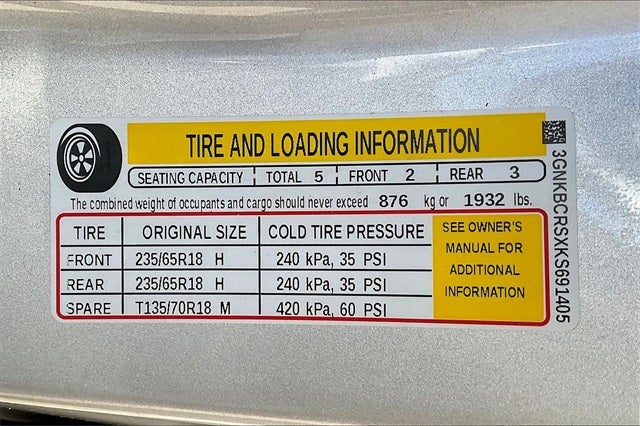 TIRE AND LOADING INFORMATION
SEATING CAPACITY TOTAL 5 FRONT 2 REAR 3
The combined weight of occupants and cargo should never exceed 876 kg or 1932 lbs.
TIRE ORIGINAL SIZE COLD TIRE PRESSURE
FRONT 235/65R18 H 240 kPa, 35 PSI
REAR 235/65R18 H 240 kPa, 35 PSI
SPARE T135/70R18 M 420 kPa, 60 PSI
SEE OWNER'S
MANUAL FOR
ADDITIONAL
INFORMATION
3GNKBCRSXKS691405